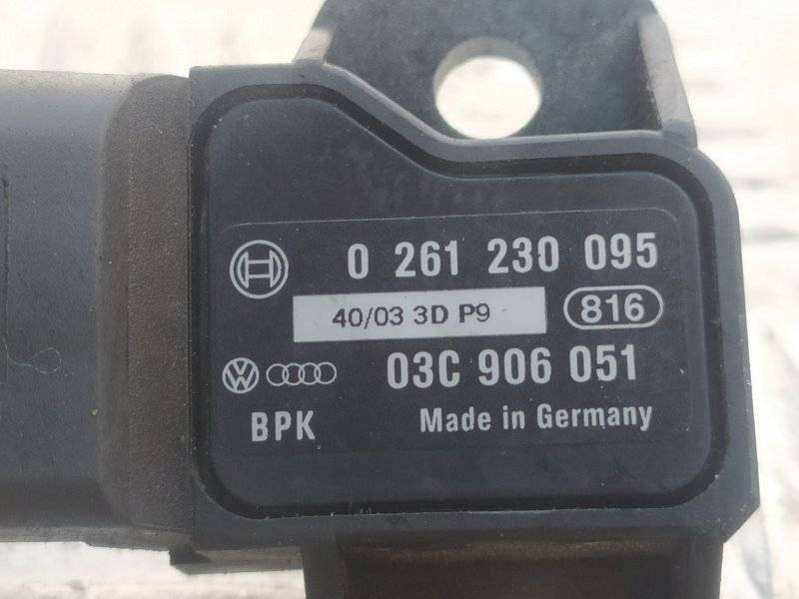 0 261 230 095
40/03 3D P9
816
03C 906 051
BPK
Made in Germany